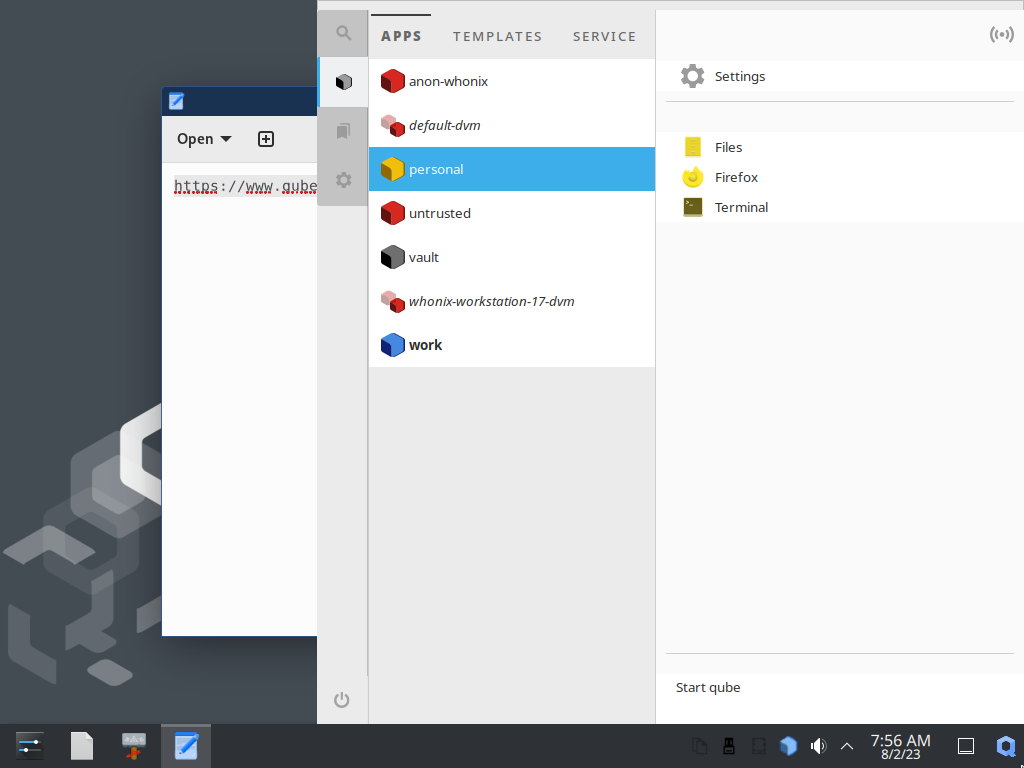 APPS TEMPLATES SERVICE
Settings
anon-whonix
default-dvm
Open
Files
personal
Firefox
https://www.qube
untrusted
Terminal
vault
whonix-workstation-17-dvm
work
Start qube
7:56 AM
8/2/23